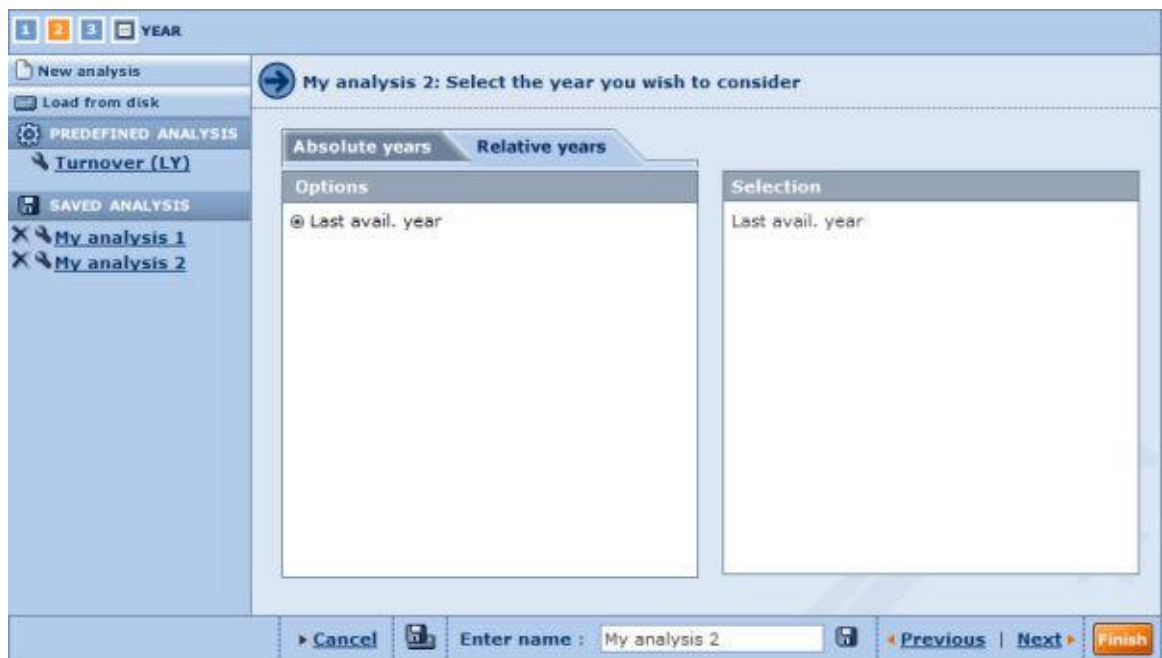 1 2 3 YEAR
New analysis
Load from disk
PREDEFINED ANALYSIS
Turnover (LY)
SAVED ANALYSIS
My analysis 1
My analysis 2
My analysis 2: Select the year you wish to consider
Absolute years Relative years
Options
Last avail. year
Selection
Last avail. year
Cancel Enter name : My analysis 2 Previous | Next Finish